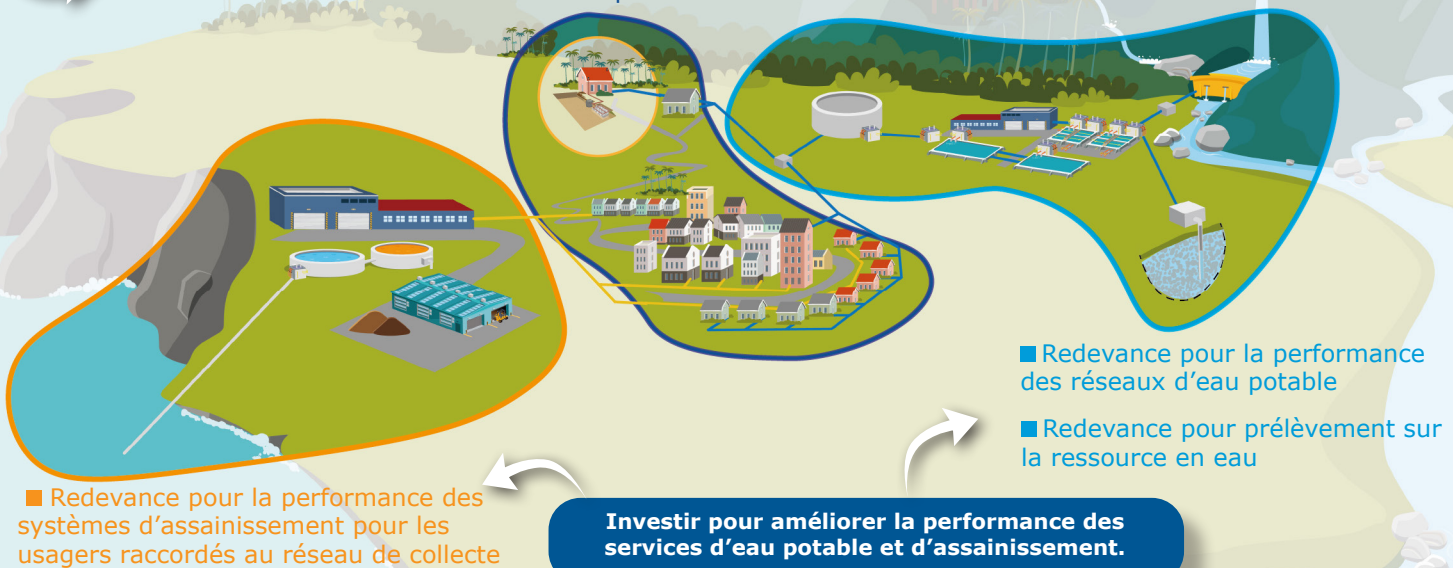 ■ Redevance pour la performance
des réseaux d’eau potable
■ Redevance pour prélèvement sur
la ressource en eau
■ Redevance pour la performance des
systèmes d’assainissement pour les
usagers raccordés au réseau de collecte
Investir pour améliorer la performance des
services d’eau potable et d’assainissement.